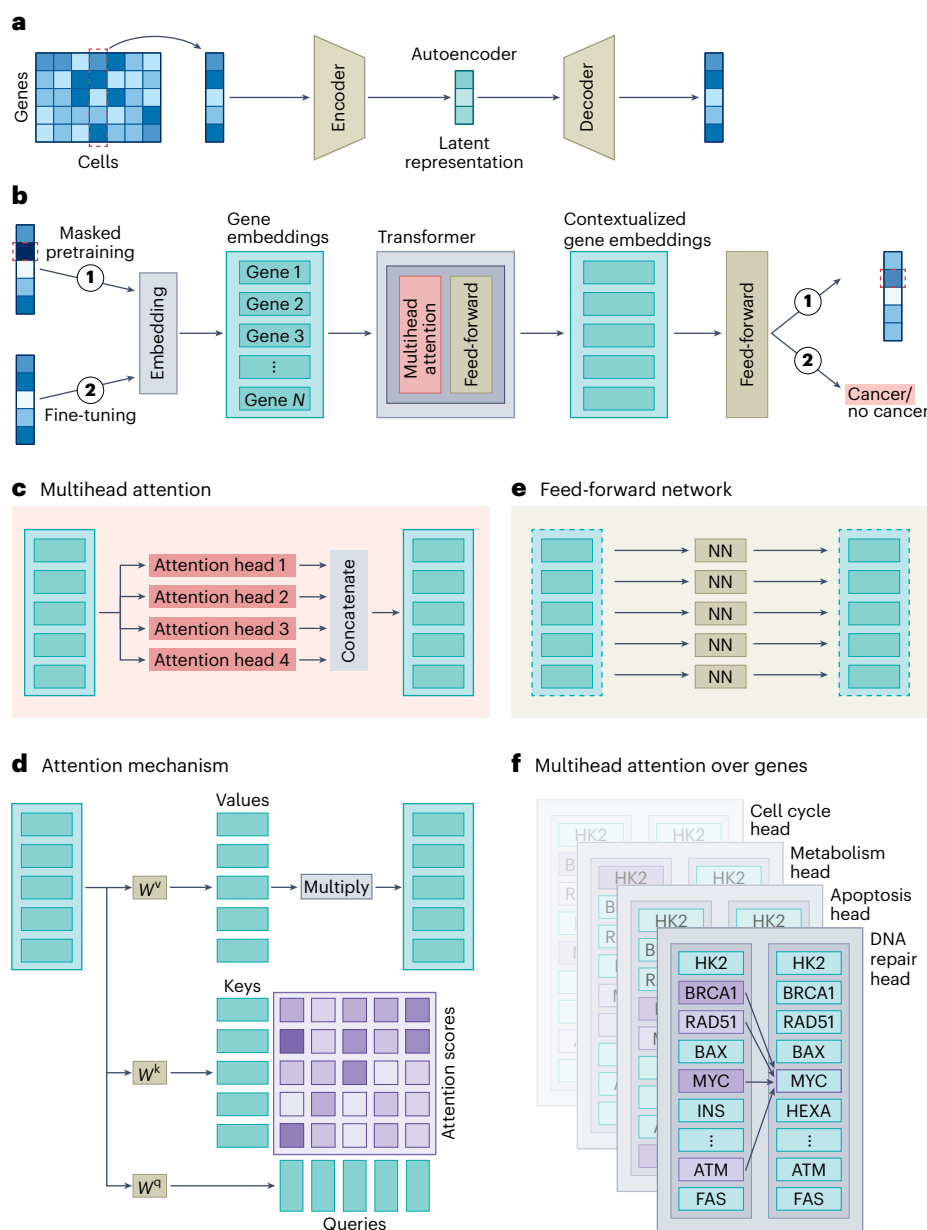 a
Genes
Cells
Encoder
Autoencoder
Latent
representation
Decoder
b
Masked
pretraining
1
2
Fine-tuning
Embedding
Gene
embeddings
Gene 1
Gene 2
Gene 3
⋮
Gene N
Transformer
Multihead
attention
Feed-forward
Contextualized
gene embeddings
Feed-forward
1
2
Cancer/
no cancer
c Multihead attention
Attention head 1
Attention head 2
Attention head 3
Attention head 4
Concatenate
e Feed-forward network
NN
NN
NN
NN
NN
d Attention mechanism
Values
Wᵛ
Multiply
Keys
Wᵏ
Attention scores
W^q
Queries
f Multihead attention over genes
Cell cycle
head
HK2 HK2
Metabolism
head
HK2 HK2
Apoptosis
head
HK2 HK2
DNA
repair
head
HK2 HK2
BRCA1 BRCA1
RAD51 RAD51
BAX BAX
MYC MYC
INS HEXA
⋮ ⋮
ATM ATM
FAS FAS